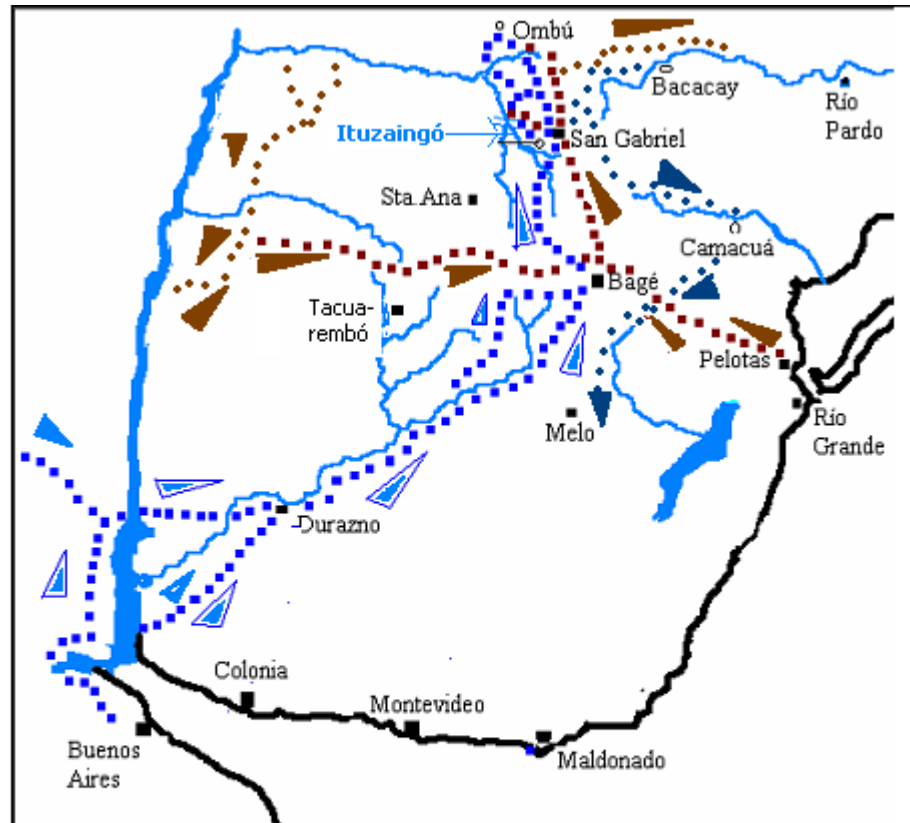 Ombú
Bacacay
Río
Pardo
Ituzaingó
San Gabriel
Sta. Ana
Camacuá
Bagé
Tacua-
rembó
Pelotas
Melo
Río
Grande
Durazno
Colonia
Montevideo
Buenos
Aires
Maldonado